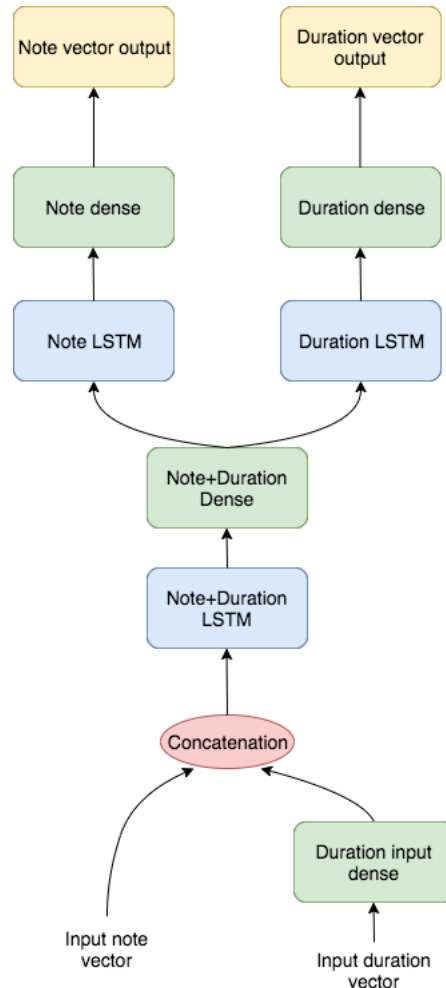 Note vector output
Duration vector
output
Note dense
Duration dense
Note LSTM
Duration LSTM
Note+Duration
Dense
Note+Duration
LSTM
Concatenation
Duration input
dense
Input note
vector
Input duration
vector